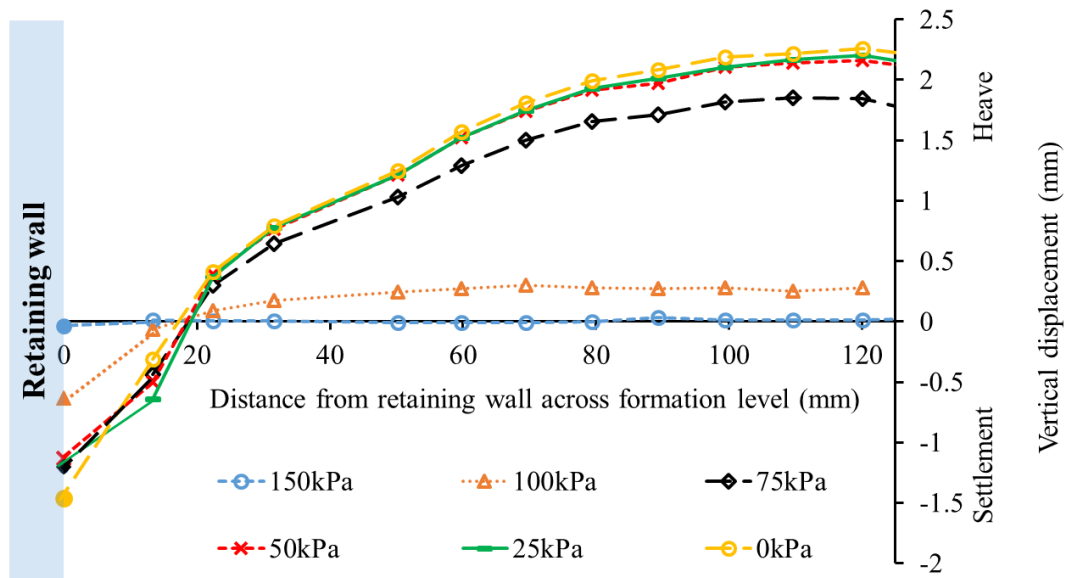 Retaining wall
2.5
2
1.5
1
0.5
0
-0.5
-1
-1.5
-2
Heave
Settlement
Vertical displacement (mm)
0 20 40 60 80 100 120
Distance from retaining wall across formation level (mm)
150kPa 100kPa 75kPa
50kPa 25kPa 0kPa